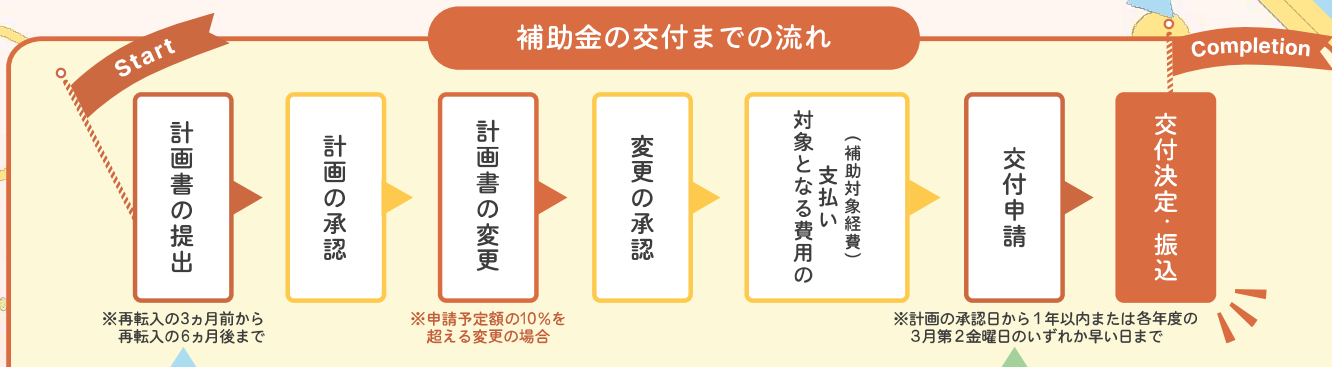 補助金の交付までの流れ
Start
Completion
計画書の提出
計画の承認
計画書の変更
変更の承認
対象となる費用の
支払い
（補助対象経費）
交付申請
交付決定・振込
※再転入の3ヵ月前から
再転入の6ヵ月後まで
※申請予定額の10％を
超える変更の場合
※計画の承認日から1年以内または各年度の
3月第2金曜日のいずれか早い日まで